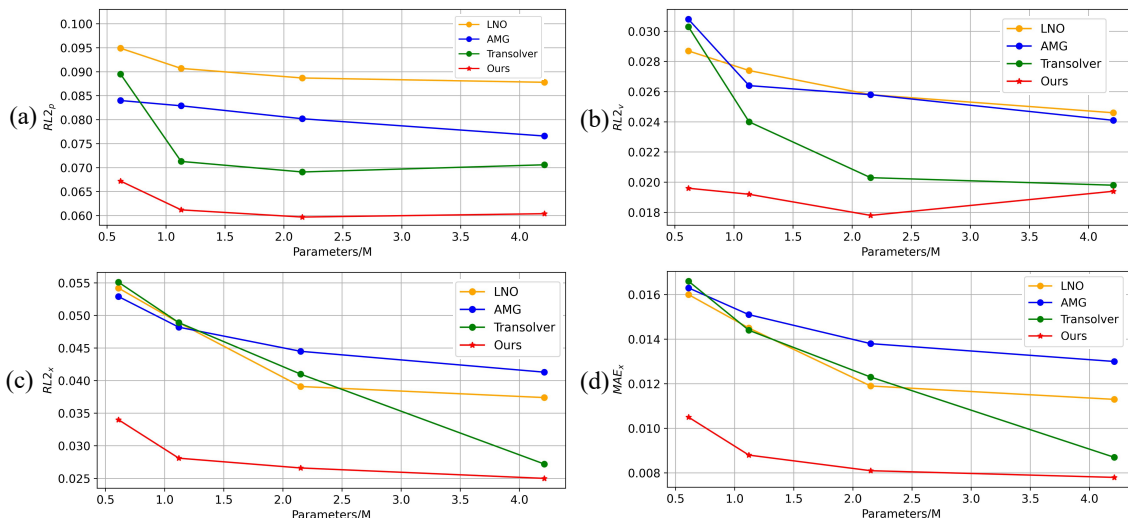 (a)
RL2p
0.100
0.095
0.090
0.085
0.080
0.075
0.070
0.065
0.060
0.5 1.0 1.5 2.0 2.5 3.0 3.5 4.0
Parameters/M
LNO
AMG
Transolver
Ours
(b)
RL2v
0.030
0.028
0.026
0.024
0.022
0.020
0.018
0.5 1.0 1.5 2.0 2.5 3.0 3.5 4.0
Parameters/M
LNO
AMG
Transolver
Ours
(c)
RL2x
0.055
0.050
0.045
0.040
0.035
0.030
0.025
0.5 1.0 1.5 2.0 2.5 3.0 3.5 4.0
Parameters/M
LNO
AMG
Transolver
Ours
(d)
MAEx
0.016
0.014
0.012
0.010
0.008
0.5 1.0 1.5 2.0 2.5 3.0 3.5 4.0
Parameters/M
LNO
AMG
Transolver
Ours